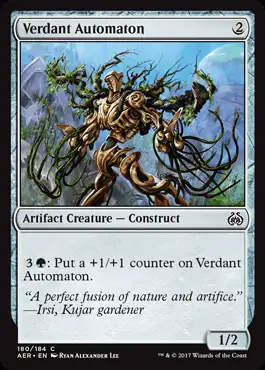 Verdant Automaton 2
Artifact Creature — Construct
3: Put a +1/+1 counter on Verdant
Automaton.
“A perfect fusion of nature and artifice.”
—Irsi, Kujar gardener
1/2
180/184 C
AER • EN Ryan Alexander Lee
™ & © 2017 Wizards of the Coast